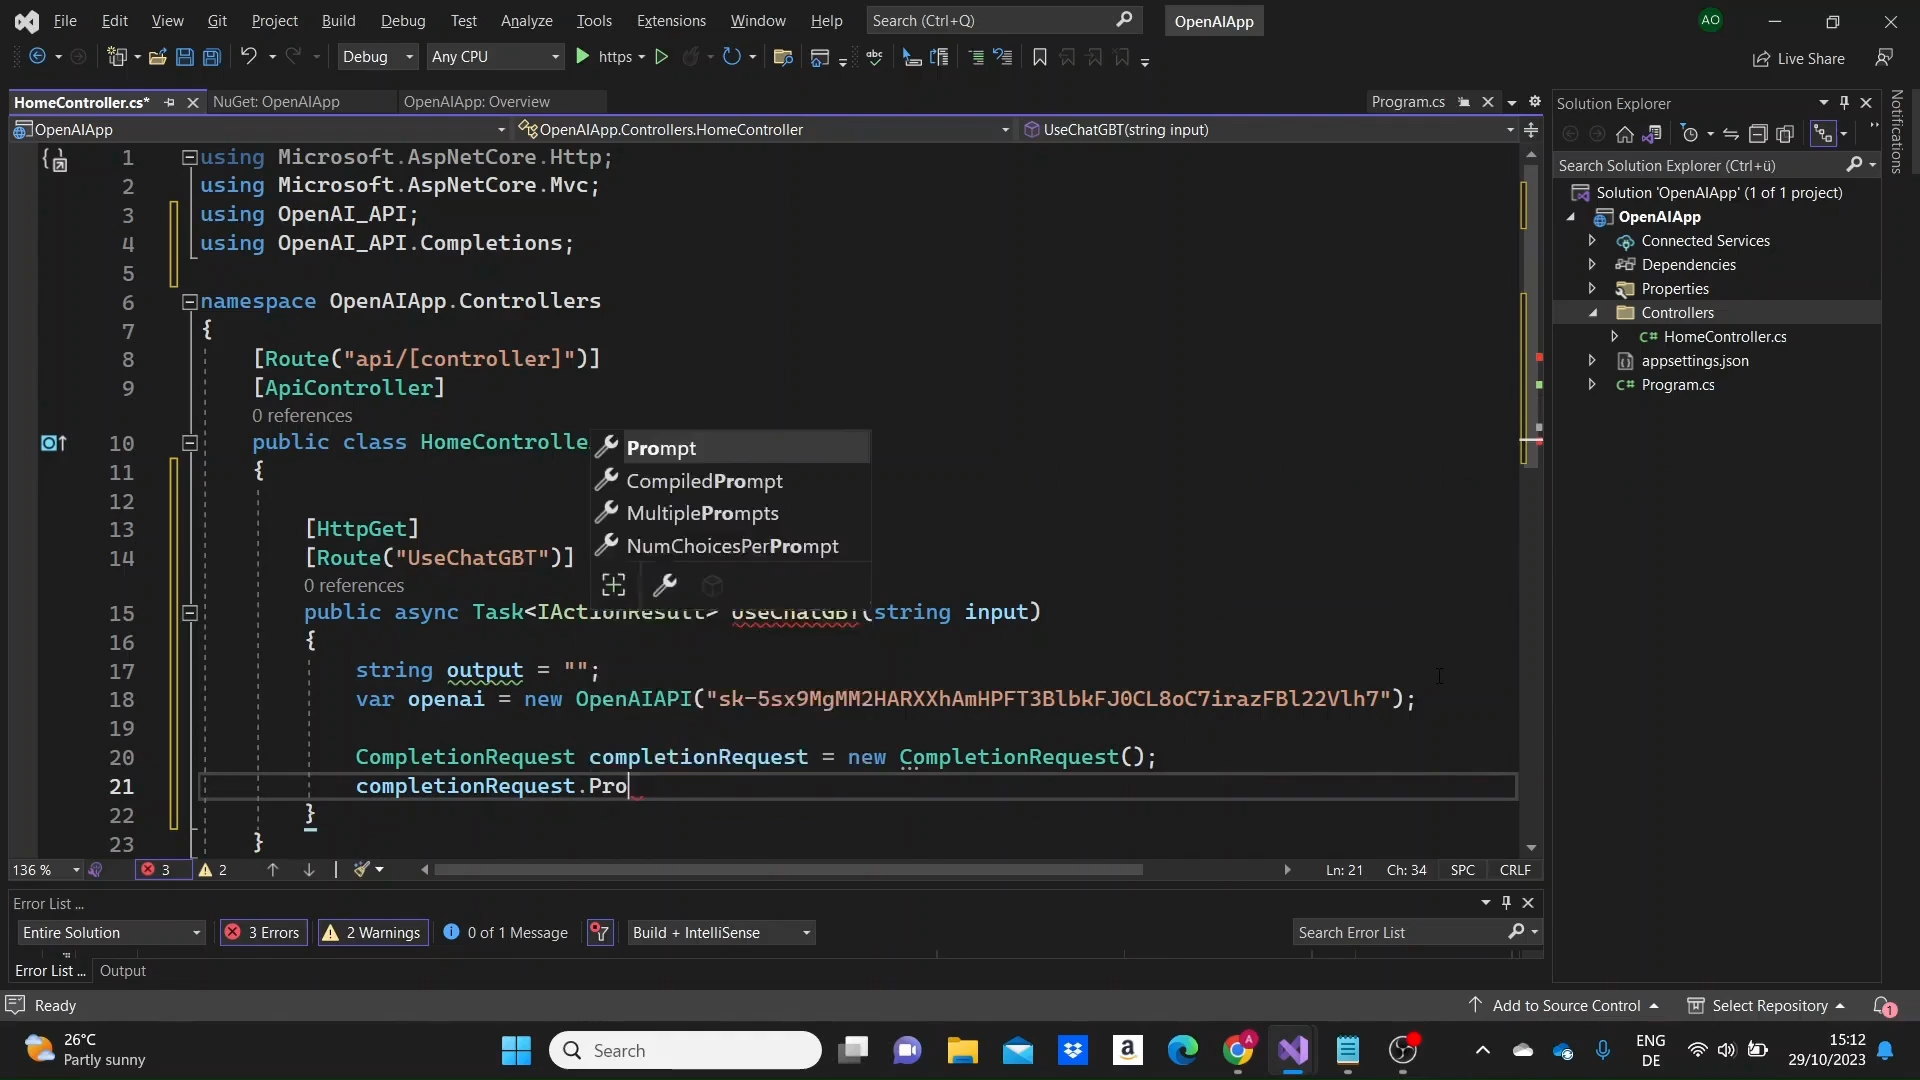 File Edit View Git Project Build Debug Test Analyze Tools Extensions Window Help Search (Ctrl+Q) OpenAIApp AO
Debug Any CPU https abc Live Share
HomeController.cs* NuGet: OpenAIApp OpenAIApp: Overview Program.cs
OpenAIApp OpenAIApp.Controllers.HomeController UseChatGBT(string input)
1 using Microsoft.AspNetCore.Http;
2 using Microsoft.AspNetCore.Mvc;
3 using OpenAI_API;
4 using OpenAI_API.Completions;
5
6 namespace OpenAIApp.Controllers
7 {
8 [Route("api/[controller]")]
9 [ApiController]
0 references
10 public class HomeController
11 {
12
13 [HttpGet]
14 [Route("UseChatGBT")]
0 references
15 public async Task<IActionResult> UseChatGBT(string input)
16 {
17 string output = "";
18 var openai = new OpenAIAPI("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");
19
20 CompletionRequest completionRequest = new CompletionRequest();
21 completionRequest.Pro
22 }
23 }
Prompt
CompiledPrompt
MultiplePrompts
NumChoicesPerPrompt
136 % 3 2 Ln: 21 Ch: 34 SPC CRLF
Error List ...
Entire Solution 3 Errors 2 Warnings 0 of 1 Message Build + IntelliSense Search Error List
Error List ... Output
Solution Explorer
Search Solution Explorer (Ctrl+ü)
Solution 'OpenAIApp' (1 of 1 project)
OpenAIApp
Connected Services
Dependencies
Properties
Controllers
C# HomeController.cs
appsettings.json
C# Program.cs
Notifications
Ready Add to Source Control Select Repository 1
26°C
Partly sunny
Search
ENG
DE
15:12
29/10/2023